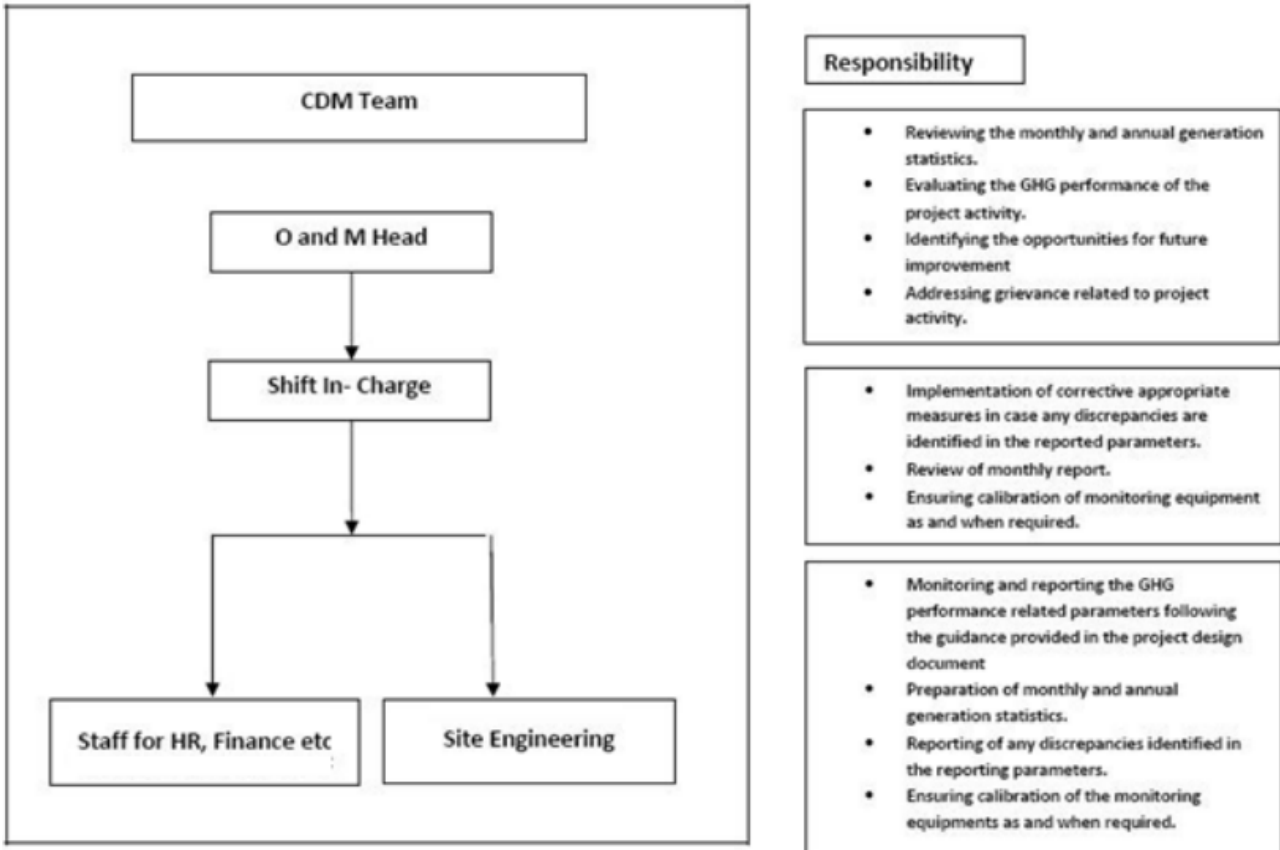 CDM Team
O and M Head
Shift In- Charge
Staff for HR, Finance etc
Site Engineering
Responsibility
• Reviewing the monthly and annual generation
statistics.
• Evaluating the GHG performance of the
project activity.
• Identifying the opportunities for future
improvement
• Addressing grievance related to project
activity.
• Implementation of corrective appropriate
measures in case any discrepancies are
identified in the reported parameters.
• Review of monthly report.
• Ensuring calibration of monitoring equipment
as and when required.
• Monitoring and reporting the GHG
performance related parameters following
the guidance provided in the project design
document
• Preparation of monthly and annual
generation statistics.
• Reporting of any discrepancies identified in
the reporting parameters.
• Ensuring calibration of the monitoring
equipments as and when required.